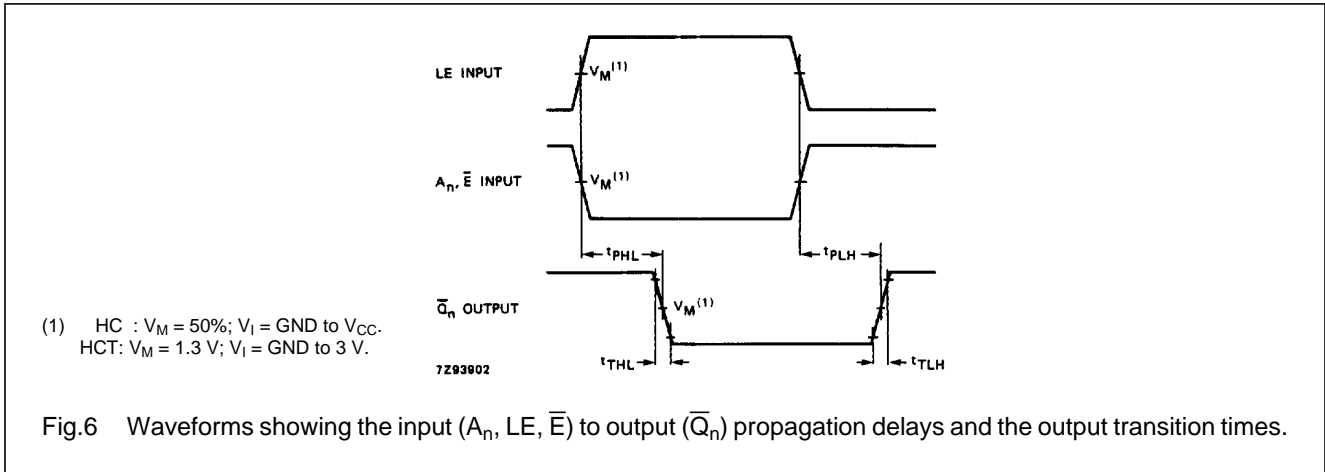 LE INPUT
V_M(1)
A_n, E̅ INPUT
V_M(1)
t_PHL
t_PLH
Q̅_n OUTPUT
V_M(1)
(1) HC : V_M = 50%; V_I = GND to V_CC.
HCT: V_M = 1.3 V; V_I = GND to 3 V.
t_THL
t_TLH
7Z93902
Fig.6 Waveforms showing the input (A_n, LE, E̅) to output (Q̅_n) propagation delays and the output transition times.